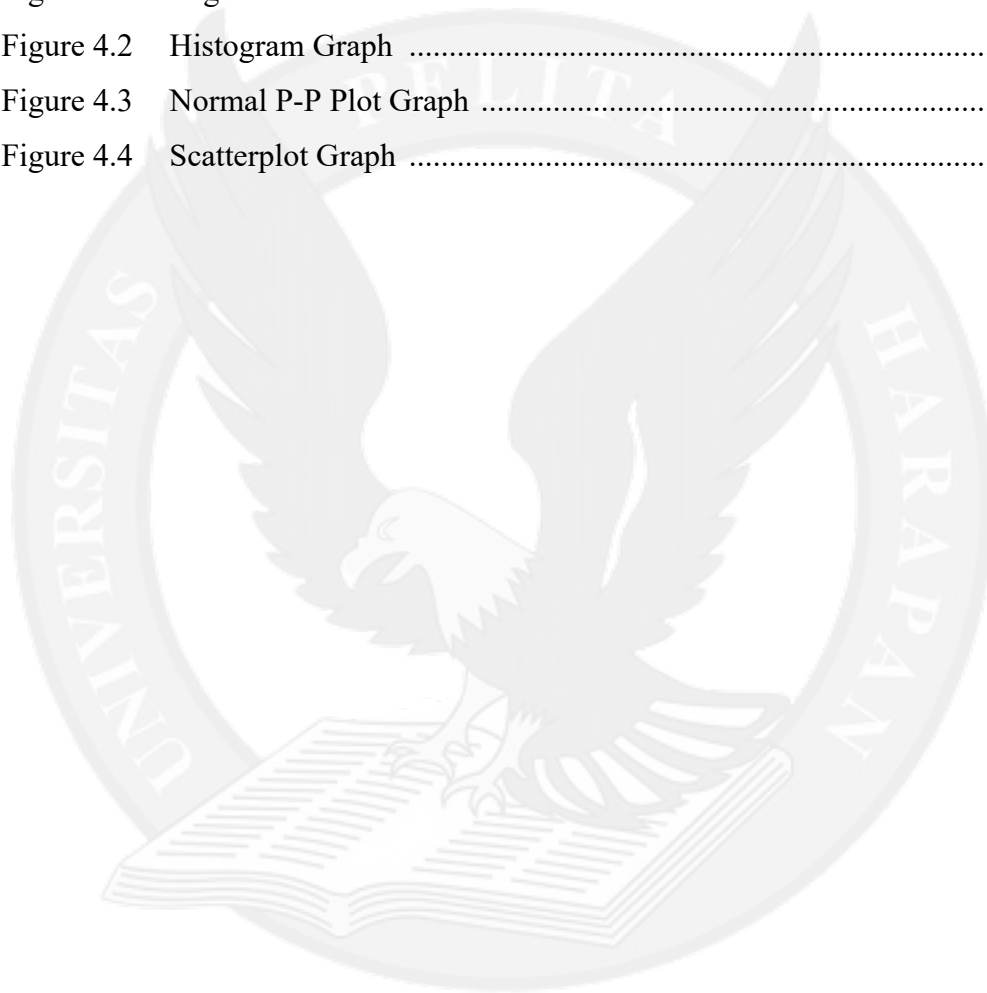 Figure 4.2 Histogram Graph ........................................................................
Figure 4.3 Normal P-P Plot Graph ...............................................................
Figure 4.4 Scatterplot Graph ........................................................................
UNIVERSITAS PELITA HARAPAN